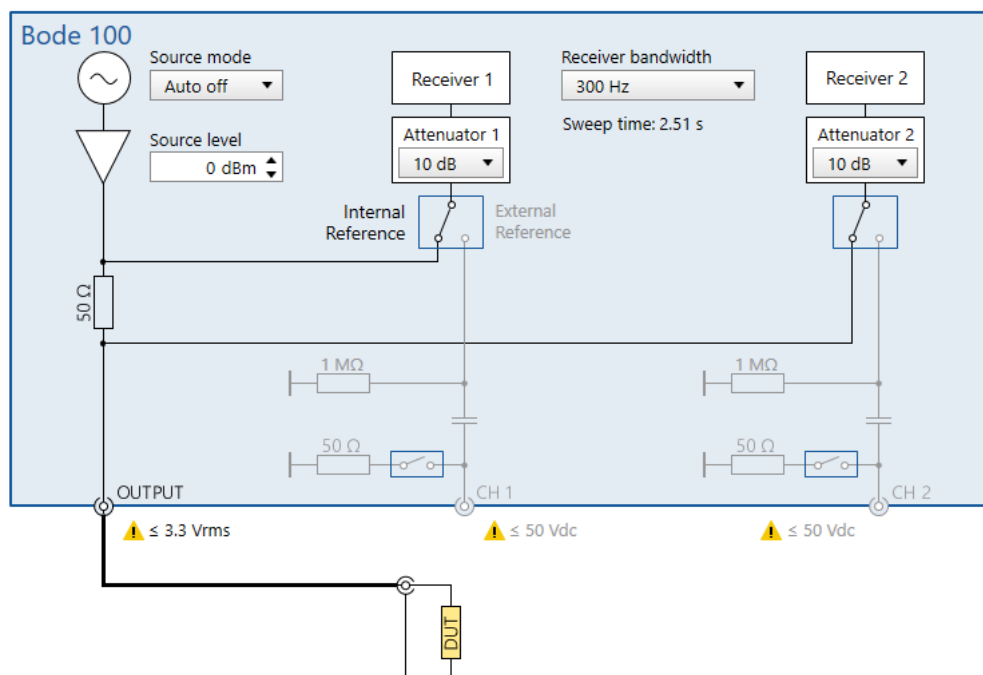 Bode 100
Source mode
Auto off
Source level
0 dBm
Receiver 1
Attenuator 1
10 dB
Receiver bandwidth
300 Hz
Sweep time: 2.51 s
Receiver 2
Attenuator 2
10 dB
Internal
Reference
External
Reference
50 Ω
1 MΩ
1 MΩ
50 Ω
50 Ω
OUTPUT
CH 1
CH 2
≤ 3.3 Vrms
≤ 50 Vdc
≤ 50 Vdc
DUT